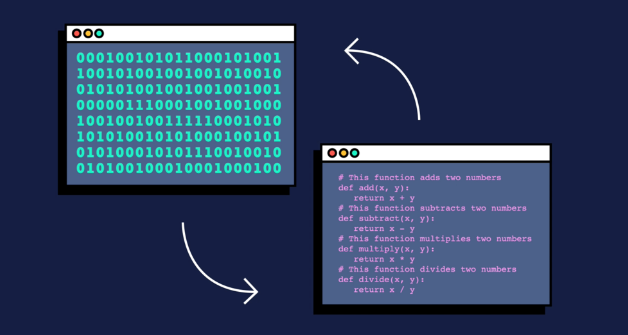 000100101011000101001
100101001001001010010
010101001001001001001
000001110001001001000
100100100111110001010
101010010101000100101
010100010101110010010
010100100010001000100
# This function adds two numbers
def add(x, y):
   return x + y
# This function subtracts two numbers
def subtract(x, y):
   return x - y
# This function multiplies two numbers
def multiply(x, y):
   return x * y
# This function divides two numbers
def divide(x, y):
   return x / y